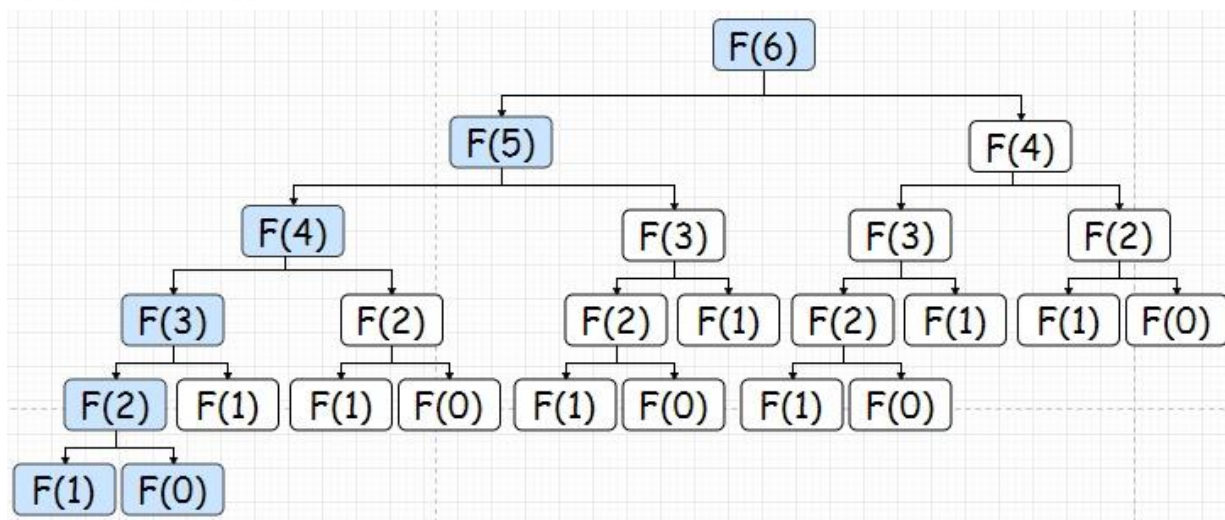 F(6)
F(5) F(4)
F(4) F(3) F(3) F(2)
F(3) F(2) F(2) F(1) F(2) F(1) F(1) F(0)
F(2) F(1) F(1) F(0) F(1) F(0) F(1) F(0)
F(1) F(0)